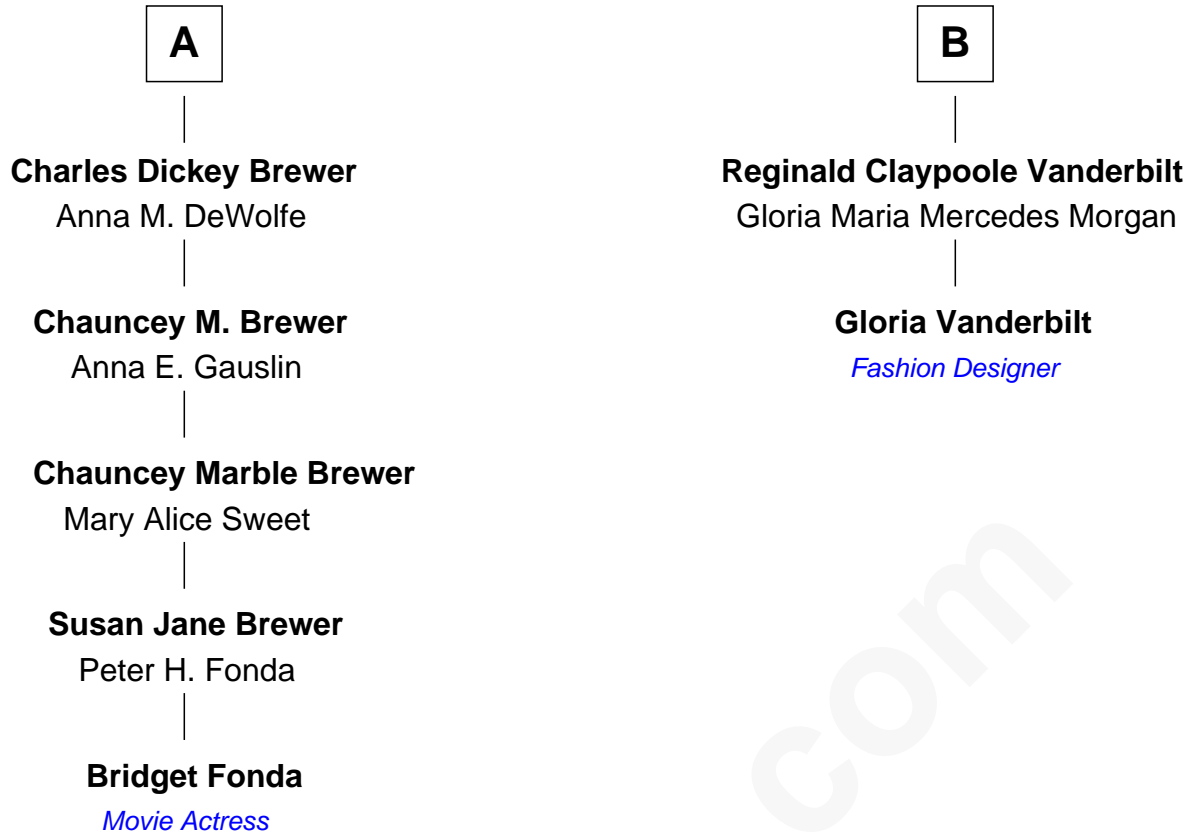 A
Charles Dickey Brewer
Anna M. DeWolfe
Chauncey M. Brewer
Anna E. Gauslin
Chauncey Marble Brewer
Mary Alice Sweet
Susan Jane Brewer
Peter H. Fonda
Bridget Fonda
Movie Actress
B
Reginald Claypoole Vanderbilt
Gloria Maria Mercedes Morgan
Gloria Vanderbilt
Fashion Designer
com